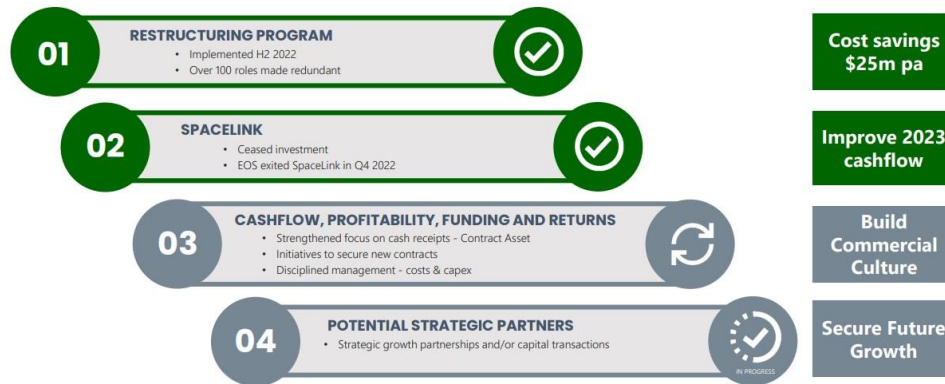 01
RESTRUCTURING PROGRAM
• Implemented H2 2022
• Over 100 roles made redundant
Cost savings
$25m pa
02
SPACELINK
• Ceased investment
• EOS exited SpaceLink in Q4 2022
Improve 2023
cashflow
03
CASHFLOW, PROFITABILITY, FUNDING AND RETURNS
• Strengthened focus on cash receipts - Contract Asset
• Initiatives to secure new contracts
• Disciplined management - costs & capex
Build
Commercial
Culture
04
POTENTIAL STRATEGIC PARTNERS
• Strategic growth partnerships and/or capital transactions
IN PROGRESS
Secure Future
Growth